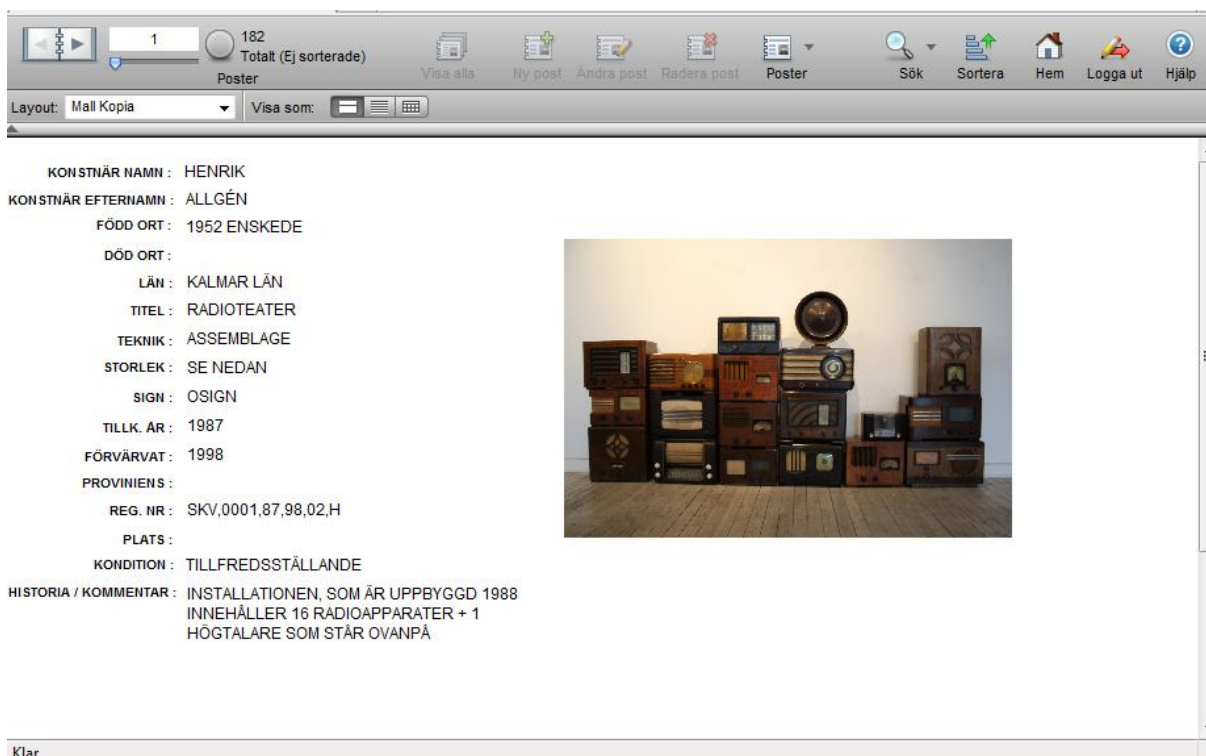 1
182
Totalt (Ej sorterade)
Poster
Visa alla
Ny post
Ändra post
Radera post
Poster
Sök
Sortera
Hem
Logga ut
Hjälp
Layout: Mall Kopia
Visa som:
KONSTNÄR NAMN : HENRIK
KONSTNÄR EFTERNAMN : ALLGÉN
FÖDD ORT : 1952 ENSKEDE
DÖD ORT :
LÄN : KALMAR LÄN
TITEL : RADIOTEATER
TEKNIK : ASSEMBLAGE
STORLEK : SE NEDAN
SIGN : OSIGN
TILLK. ÅR : 1987
FÖRVÄRVAT : 1998
PROVINIENS :
REG. NR : SKV,0001,87,98,02,H
PLATS :
KONDITION : TILLFREDSSTÄLLANDE
HISTORIA / KOMMENTAR : INSTALLATIONEN, SOM ÄR UPPBYGGD 1988
INNEHÅLLER 16 RADIOAPPARATER + 1
HÖGTALARE SOM STÅR OVANPÅ
Klar